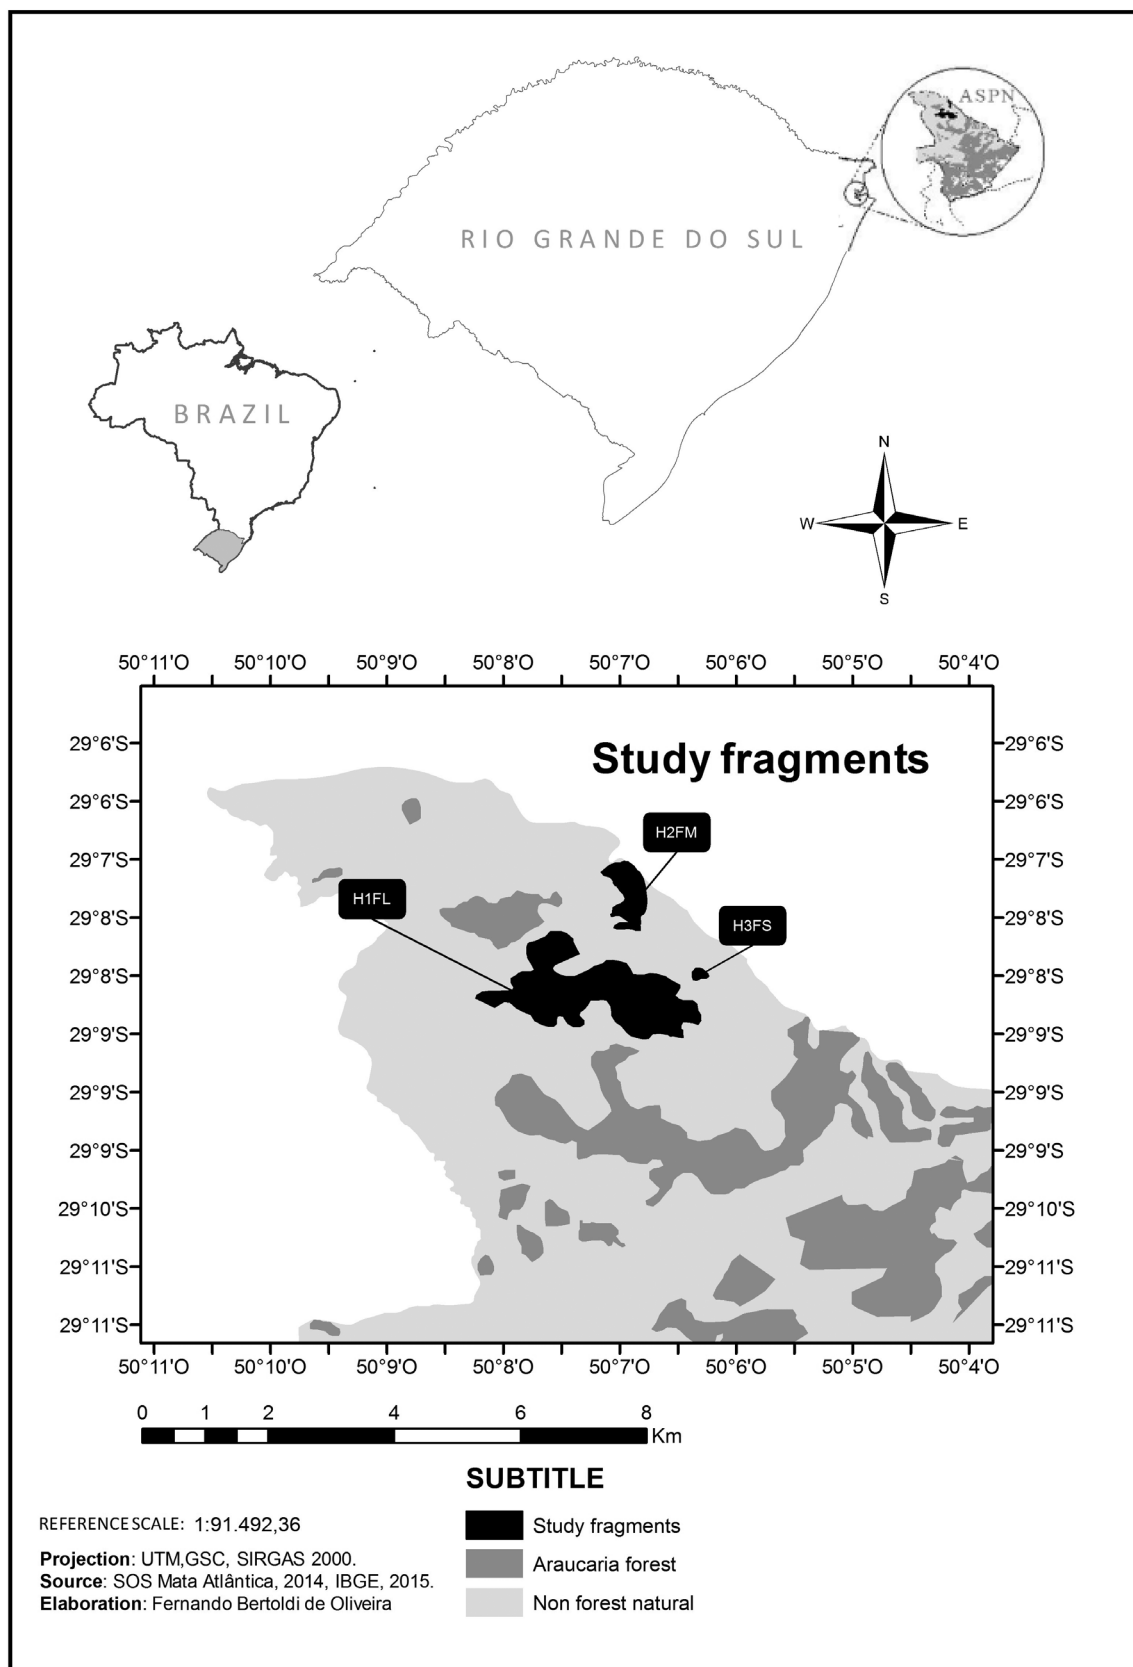 ASPN
RIO GRANDE DO SUL
BRAZIL
N
W E
S
50°11'O 50°10'O 50°9'O 50°8'O 50°7'O 50°6'O 50°5'O 50°4'O
Study fragments
29°6'S 29°6'S
29°6'S 29°6'S
H2FM
29°7'S 29°7'S
H1FL
29°8'S 29°8'S
H3FS
29°8'S 29°8'S
29°9'S 29°9'S
29°9'S 29°9'S
29°9'S 29°9'S
29°10'S 29°10'S
29°11'S 29°11'S
29°11'S 29°11'S
50°11'O 50°10'O 50°9'O 50°8'O 50°7'O 50°6'O 50°5'O 50°4'O
0 1 2 4 6 8
Km
SUBTITLE
Study fragments
Araucaria forest
Non forest natural
REFERENCE SCALE: 1:91.492,36
Projection: UTM,GSC, SIRGAS 2000.
Source: SOS Mata Atlântica, 2014, IBGE, 2015.
Elaboration: Fernando Bertoldi de Oliveira